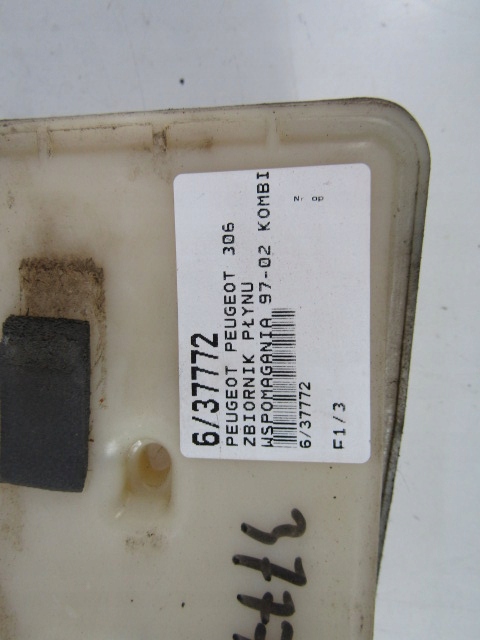 6/37772
PEUGEOT PEUGEOT 306
ZBIORNIK PŁYNU
WSPOMAGANIA 97-02 KOMBI
6/37772
F1/3